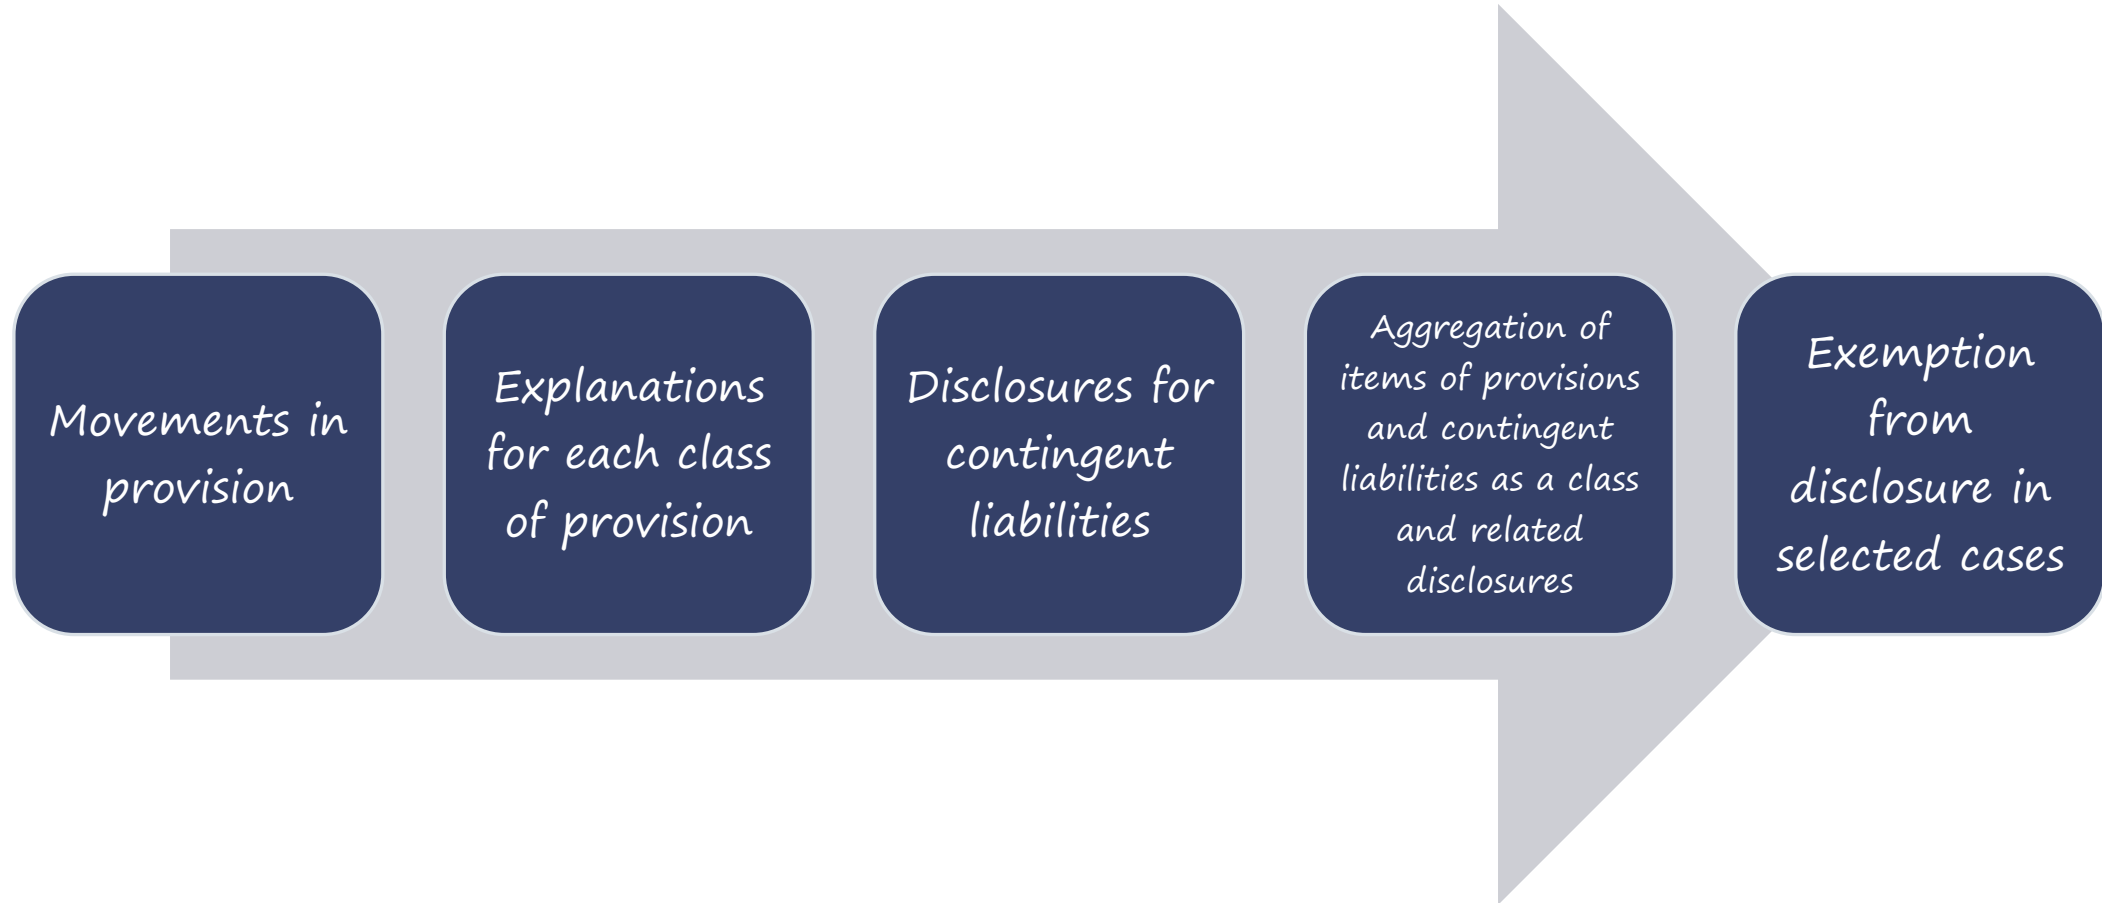 Movements in
provision
Explanations
for each class
of provision
Disclosures for
contingent
liabilities
Aggregation of
items of provisions
and contingent
liabilities as a class
and related
disclosures
Exemption
from
disclosure in
selected cases